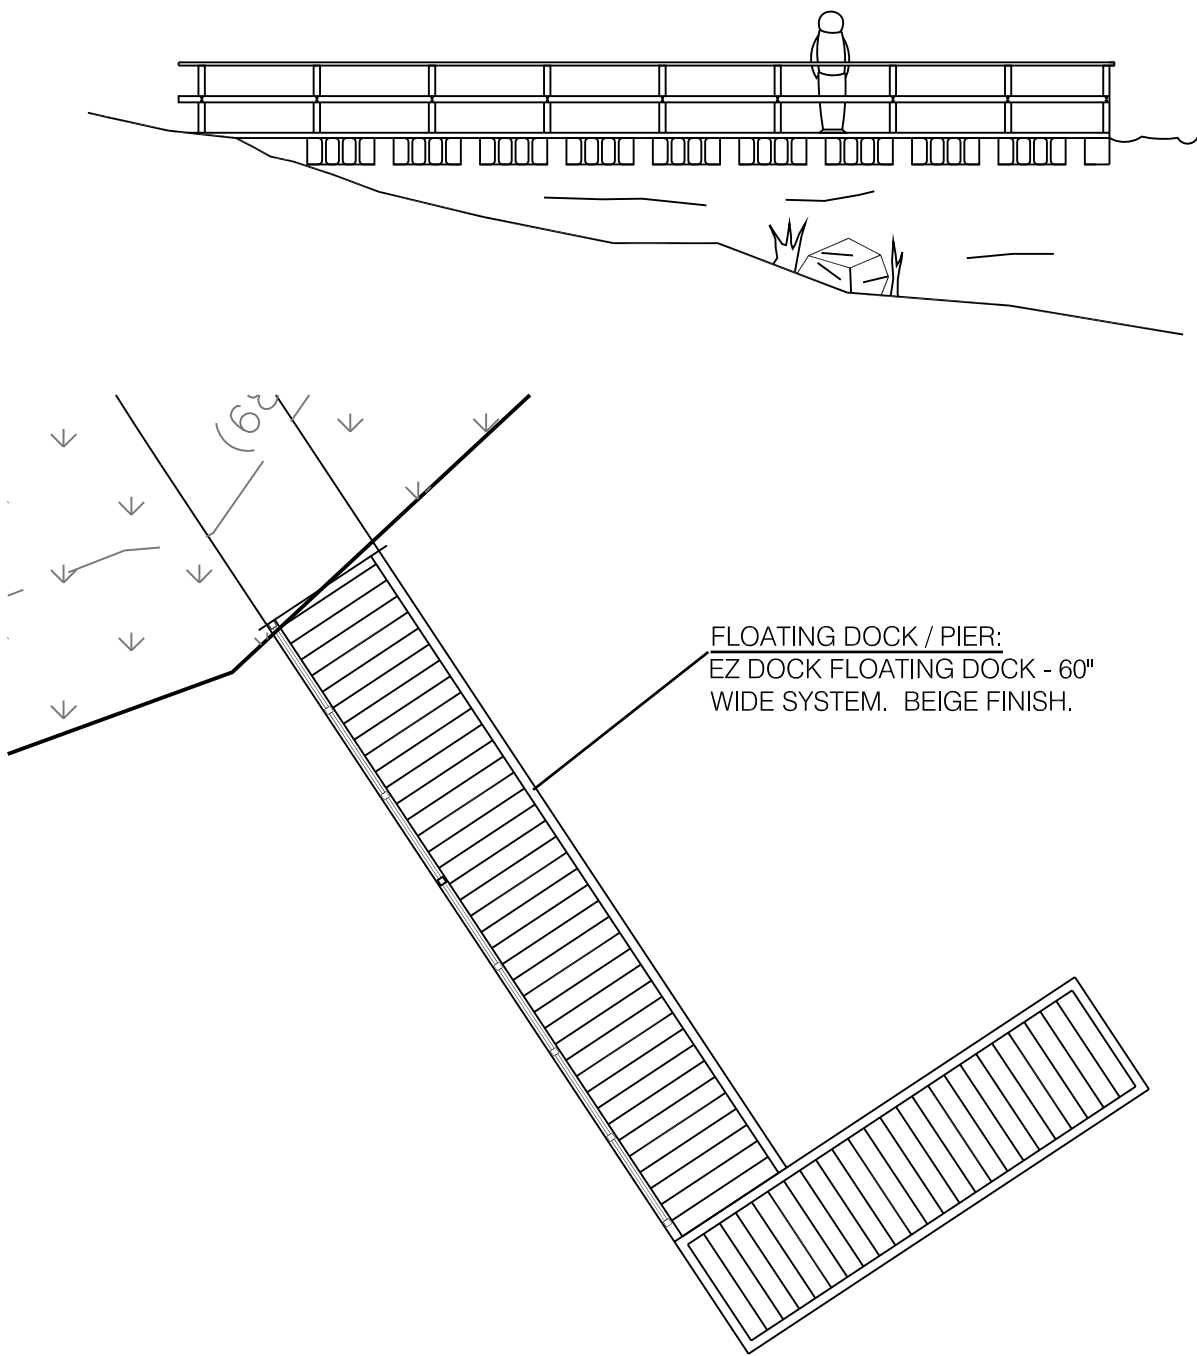 FLOATING DOCK / PIER:
EZ DOCK FLOATING DOCK - 60"
WIDE SYSTEM.  BEIGE FINISH.